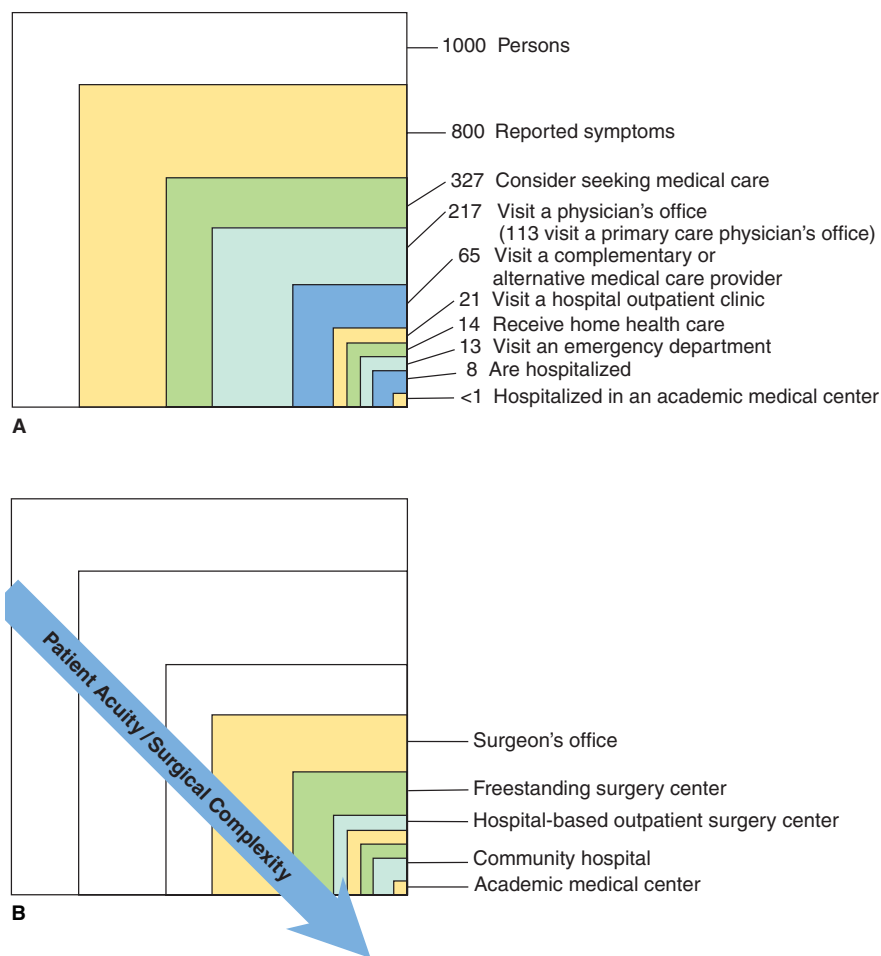 1000 Persons
800 Reported symptoms
327 Consider seeking medical care
217 Visit a physician's office
(113 visit a primary care physician's office)
65 Visit a complementary or
alternative medical care provider
21 Visit a hospital outpatient clinic
14 Receive home health care
13 Visit an emergency department
8 Are hospitalized
<1 Hospitalized in an academic medical center
A
Patient Acuity/Surgical Complexity
Surgeon's office
Freestanding surgery center
Hospital-based outpatient surgery center
Community hospital
Academic medical center
B